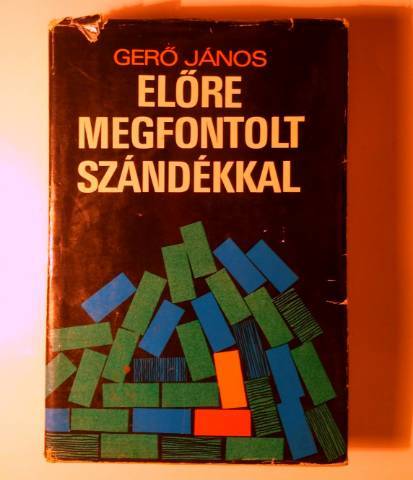 GERŐ JÁNOS
ELŐRE
MEGFONTOLT
SZÁNDÉKKAL